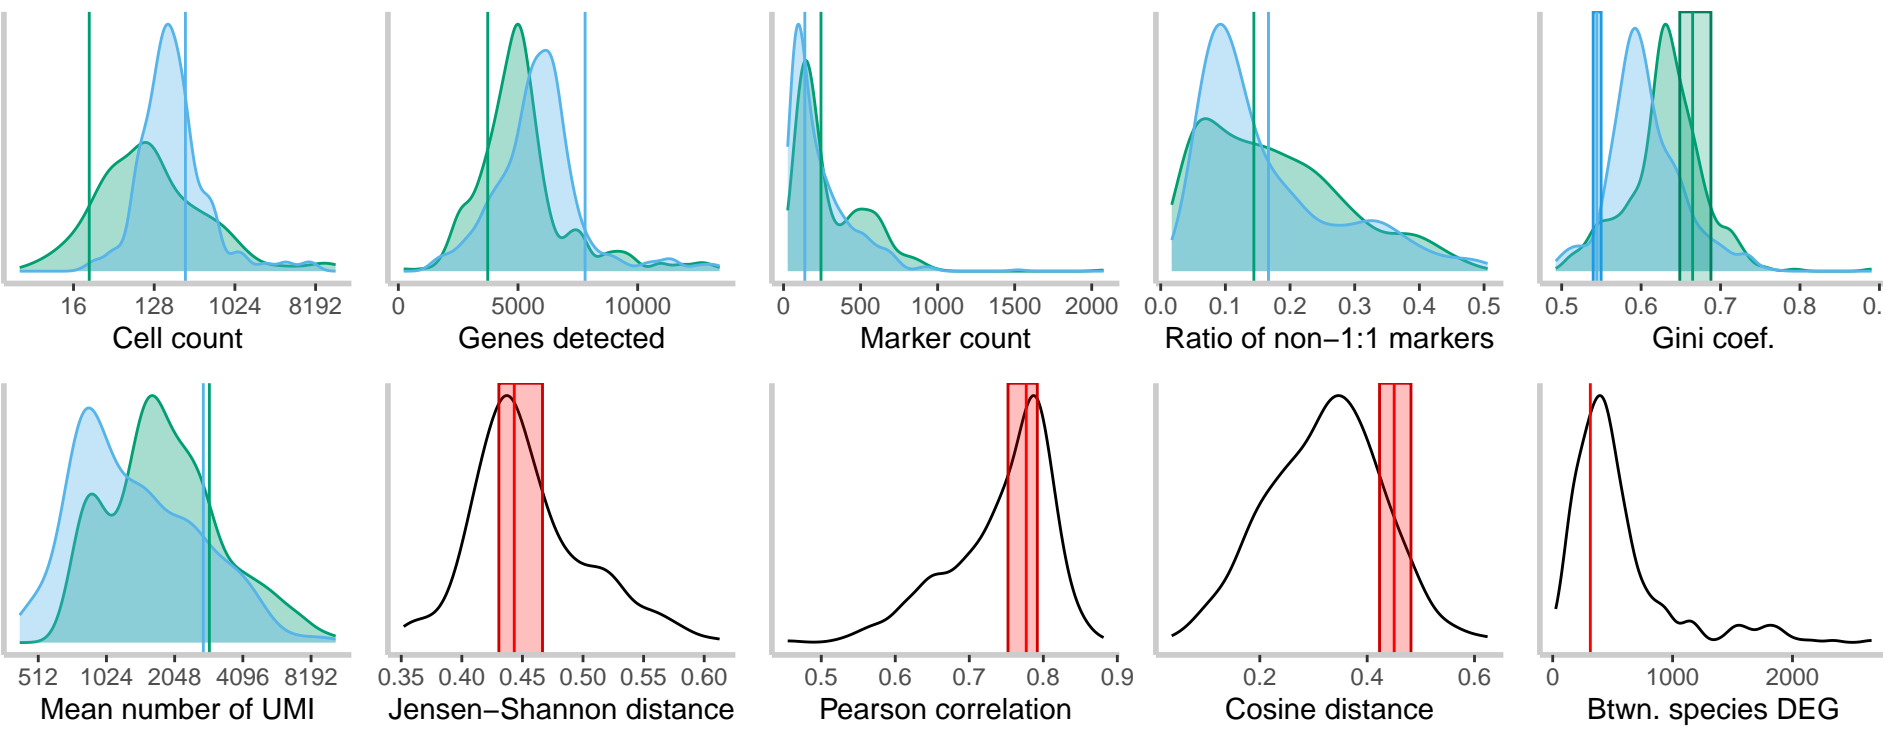 16 128 1024 8192
Cell count
0 5000 10000
Genes detected
0 500 1000 1500 2000
Marker count
0.0 0.1 0.2 0.3 0.4 0.5
Ratio of non−1:1 markers
0.5 0.6 0.7 0.8 0.
Gini coef.
512 1024 2048 4096 8192
Mean number of UMI
0.35 0.40 0.45 0.50 0.55 0.60
Jensen−Shannon distance
0.5 0.6 0.7 0.8 0.9
Pearson correlation
0.2 0.4 0.6
Cosine distance
0 1000 2000
Btwn. species DEG